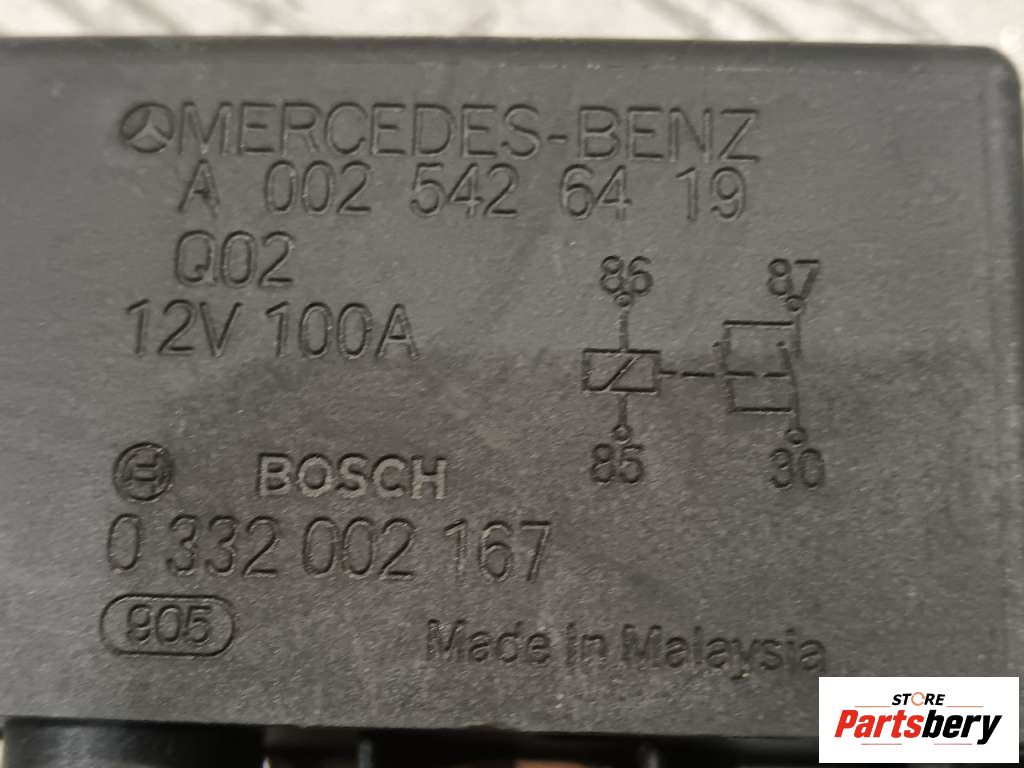 MERCEDES-BENZ
A 002 542 64 19
Q02
12V 100A
86 87
85 30
BOSCH
0 332 002 167
905
Made in Malaysia
STORE
Partsbery